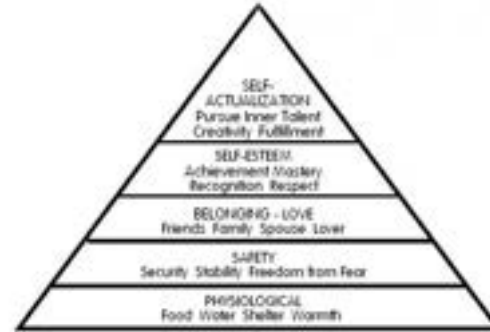 SELF-
ACTUALIZATION
Pursue Inner Talent
Creativity Fulfillment
SELF-ESTEEM
Achievement Mastery
Recognition Respect
BELONGING - LOVE
Friends Family Spouse Lover
SAFETY
Security Stability Freedom from Fear
PHYSIOLOGICAL
Food Water Shelter Warmth